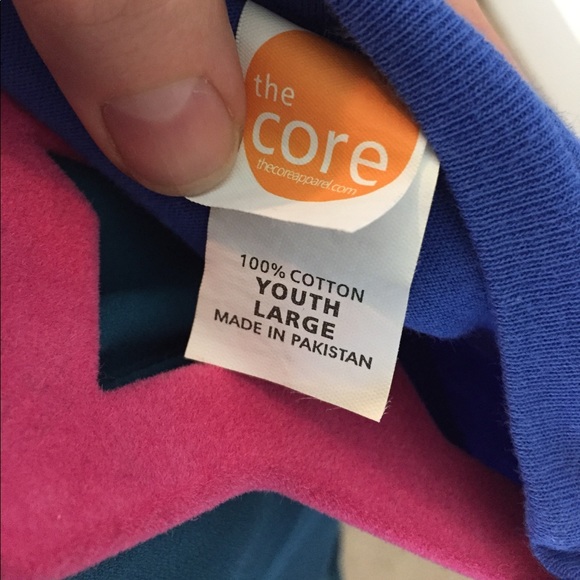 the
core
thecoreapparel.com
100% COTTON
YOUTH
LARGE
MADE IN PAKISTAN